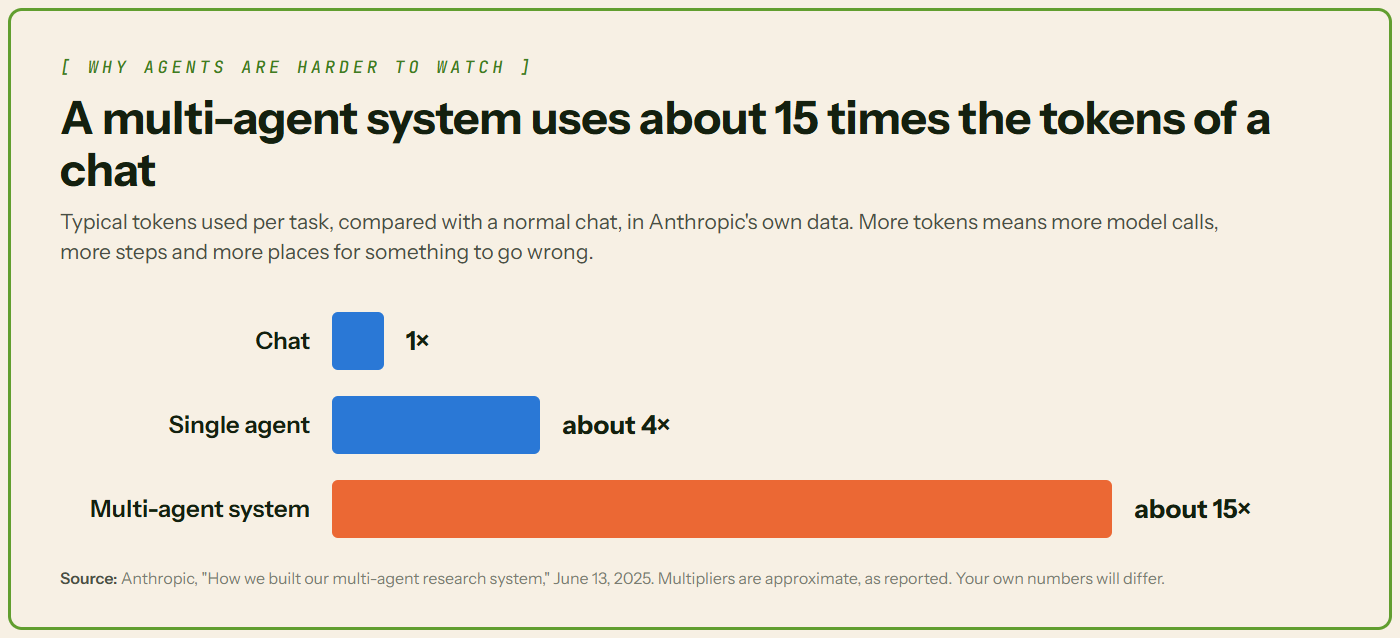 [ WHY AGENTS ARE HARDER TO WATCH ]
A multi-agent system uses about 15 times the tokens of a
chat
Typical tokens used per task, compared with a normal chat, in Anthropic's own data. More tokens means more model calls,
more steps and more places for something to go wrong.
Chat 1×
Single agent about 4×
Multi-agent system about 15×
Source: Anthropic, "How we built our multi-agent research system," June 13, 2025. Multipliers are approximate, as reported. Your own numbers will differ.